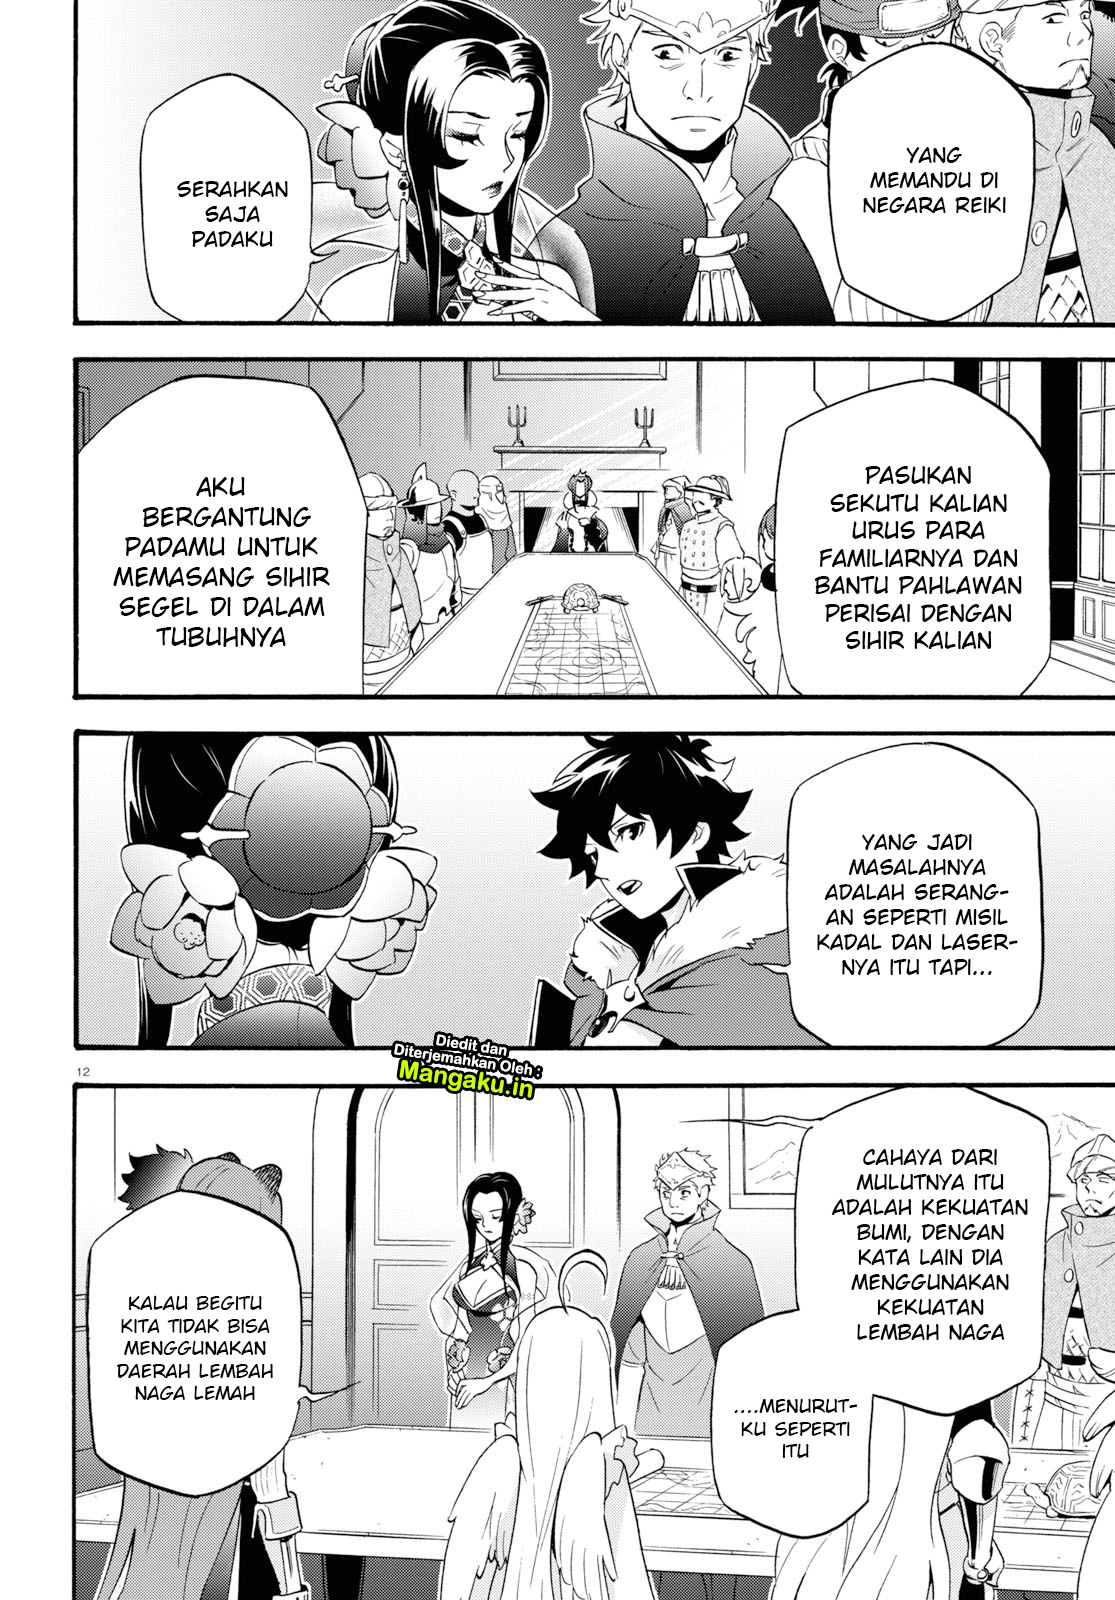 YANG
MEMANDU DI
NEGARA REIKI
SERAHKAN
SAJA
PADAKU
PASUKAN
SEKUTU KALIAN
URUS PARA
FAMILIARNYA DAN
BANTU PAHLAWAN
PERISAI DENGAN
SIHIR KALIAN
AKU
BERGANTUNG
PADAMU UNTUK
MEMASANG SIHIR
SEGEL DI DALAM
TUBUHNYA
YANG JADI
MASALAHNYA
ADALAH SERANG-
AN SEPERTI MISIL
KADAL DAN LASER-
NYA ITU TAPI...
Diedit dan
Diterjemahkan Oleh :
Mangaku.in
12
CAHAYA DARI
MULUTNYA ITU
ADALAH KEKUATAN
BUMI, DENGAN
KATA LAIN DIA
MENGGUNAKAN
KEKUATAN
LEMBAH NAGA
....MENURUT-
KU SEPERTI
ITU
KALAU BEGITU
KITA TIDAK BISA
MENGGUNAKAN
DAERAH LEMBAH
NAGA LEMAH